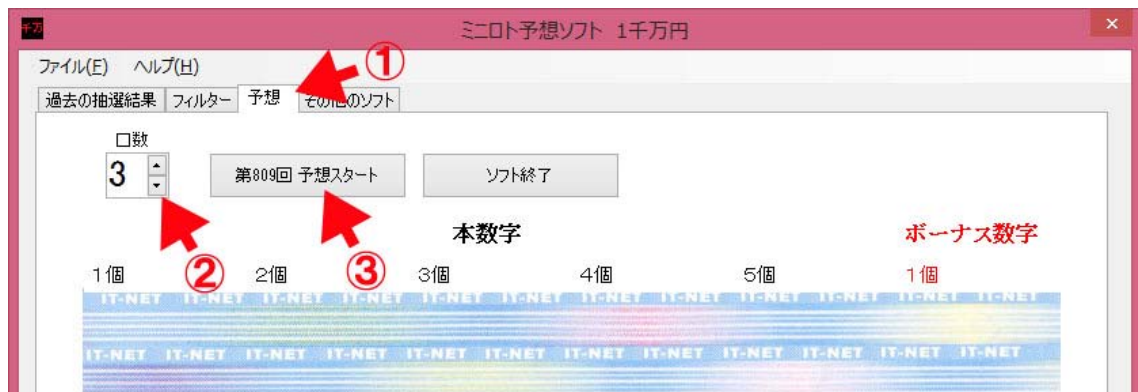 千万 ミニロト予想ソフト 1千万円 ×
ファイル(F) ヘルプ(H) ①
過去の抽選結果 フィルター 予想 その他のソフト
口数
3 第809回 予想スタート ソフト終了
本数字 ボーナス数字
② ③
1個 2個 3個 4個 5個 1個
IT-NET IT-NET IT-NET IT-NET IT-NET IT-NET IT-NET IT-NET IT-NET IT-NET IT-NET IT-NET
IT-NET IT-NET IT-NET IT-NET IT-NET IT-NET IT-NET IT-NET IT-NET IT-NET IT-NET IT-NET